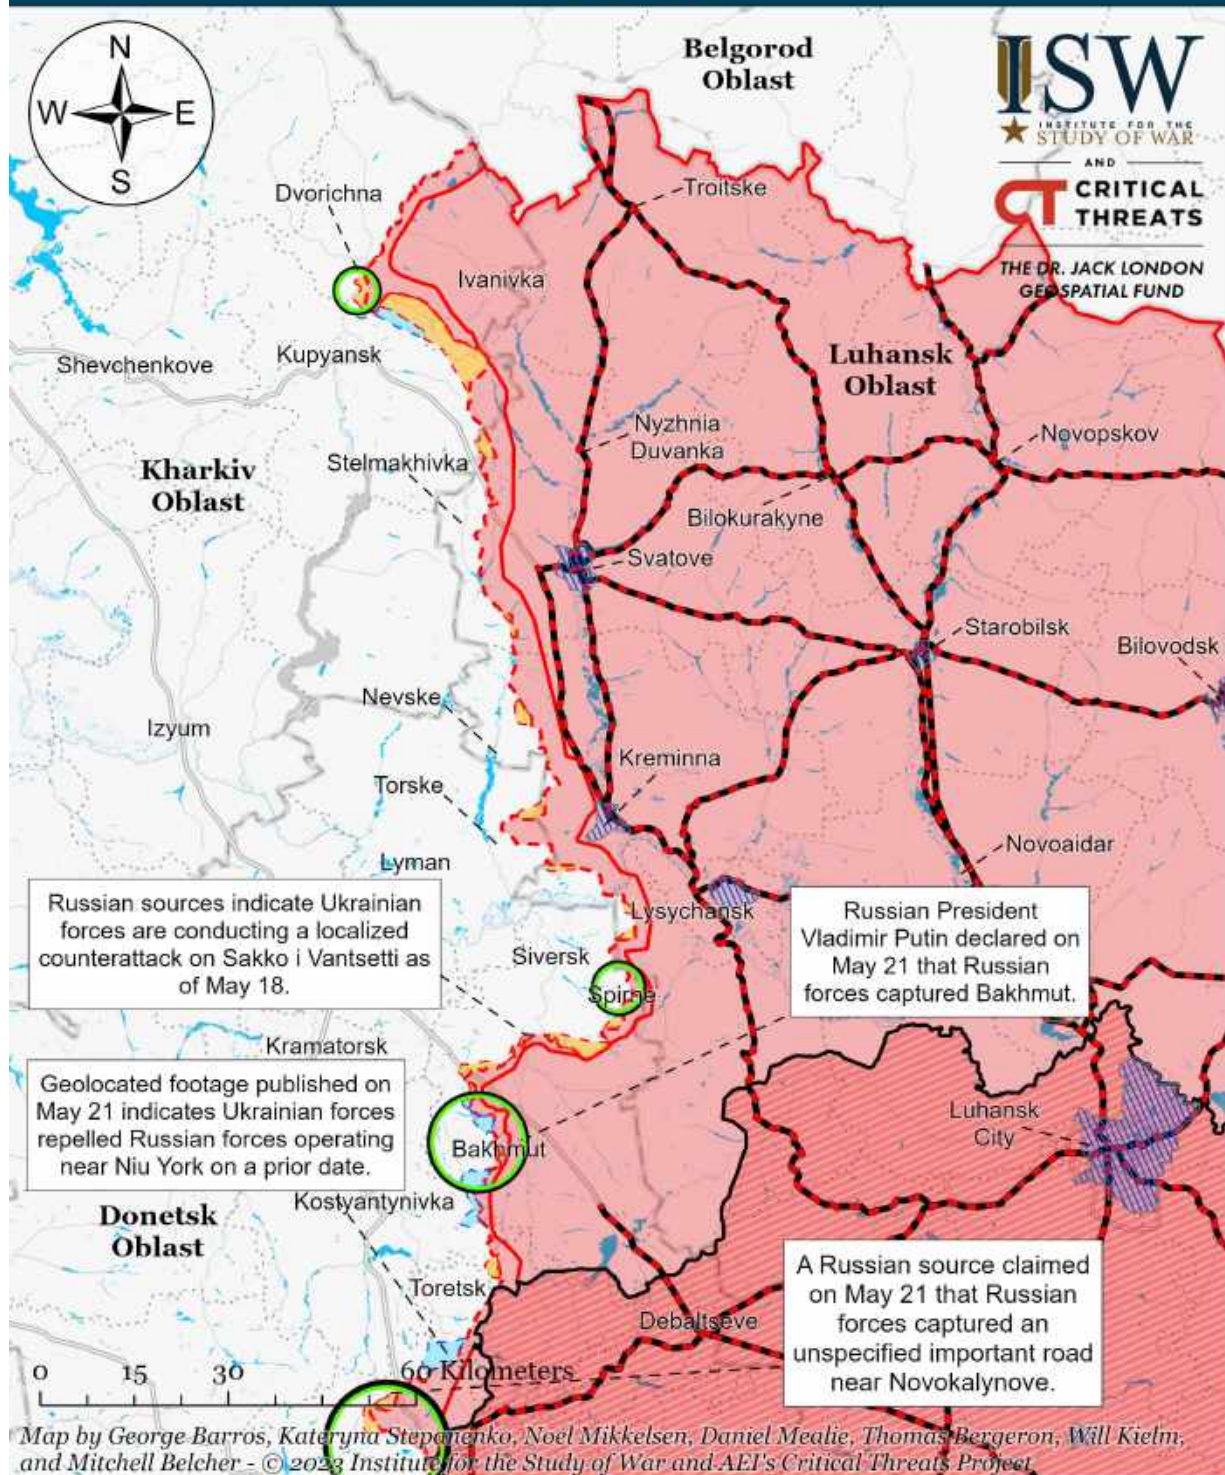 N
W
E
S
Belgorod
Oblast
ISW
INSTITUTE FOR THE
STUDY OF WAR
AND
CT CRITICAL
THREATS
THE DR. JACK LONDON
GEOSPATIAL FUND
Dvorichna
Troitske
Ivanivka
Shevchenkove
Kupyansk
Luhansk
Oblast
Nyzhnia
Duvanka
Novopskov
Stelmakhivka
Kharkiv
Oblast
Bilokurakyne
Svatove
Starobilsk
Bilovodsk
Nevske
Izyum
Kreminna
Torske
Novoaidar
Lyman
Russian sources indicate Ukrainian
forces are conducting a localized
counterattack on Sakko i Vantsetti as
of May 18.
Lysychansk
Russian President
Vladimir Putin declared on
May 21 that Russian
forces captured Bakhmut.
Siversk
Spirne
Kramatorsk
Geolocated footage published on
May 21 indicates Ukrainian forces
repelled Russian forces operating
near Niu York on a prior date.
Luhansk
City
Bakhmut
Kostyantynivka
Donetsk
Oblast
A Russian source claimed
on May 21 that Russian
forces captured an
unspecified important road
near Novokalynove.
Toretsk
Debaltseve
0 15 30 60 Kilometers
Map by George Barros, Kateryna Stepanenko, Noel Mikkelsen, Daniel Mealie, Thomas Bergeron, Will Kielm,
and Mitchell Belcher - © 2023 Institute for the Study of War and AEI's Critical Threats Project